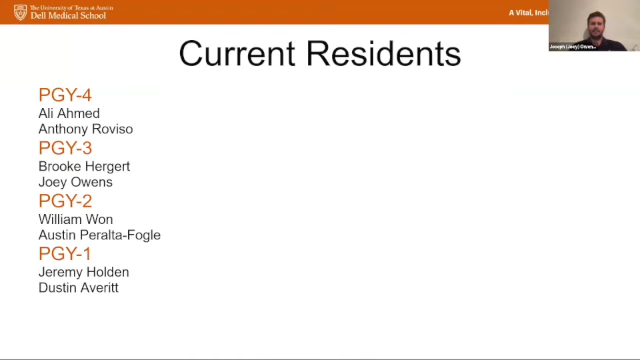 The University of Texas at Austin
Dell Medical School
A Vital, Inclu
Current Residents
PGY-4
Ali Ahmed
Anthony Roviso
PGY-3
Brooke Hergert
Joey Owens
PGY-2
William Won
Austin Peralta-Fogle
PGY-1
Jeremy Holden
Dustin Averitt
Joseph (Joey)